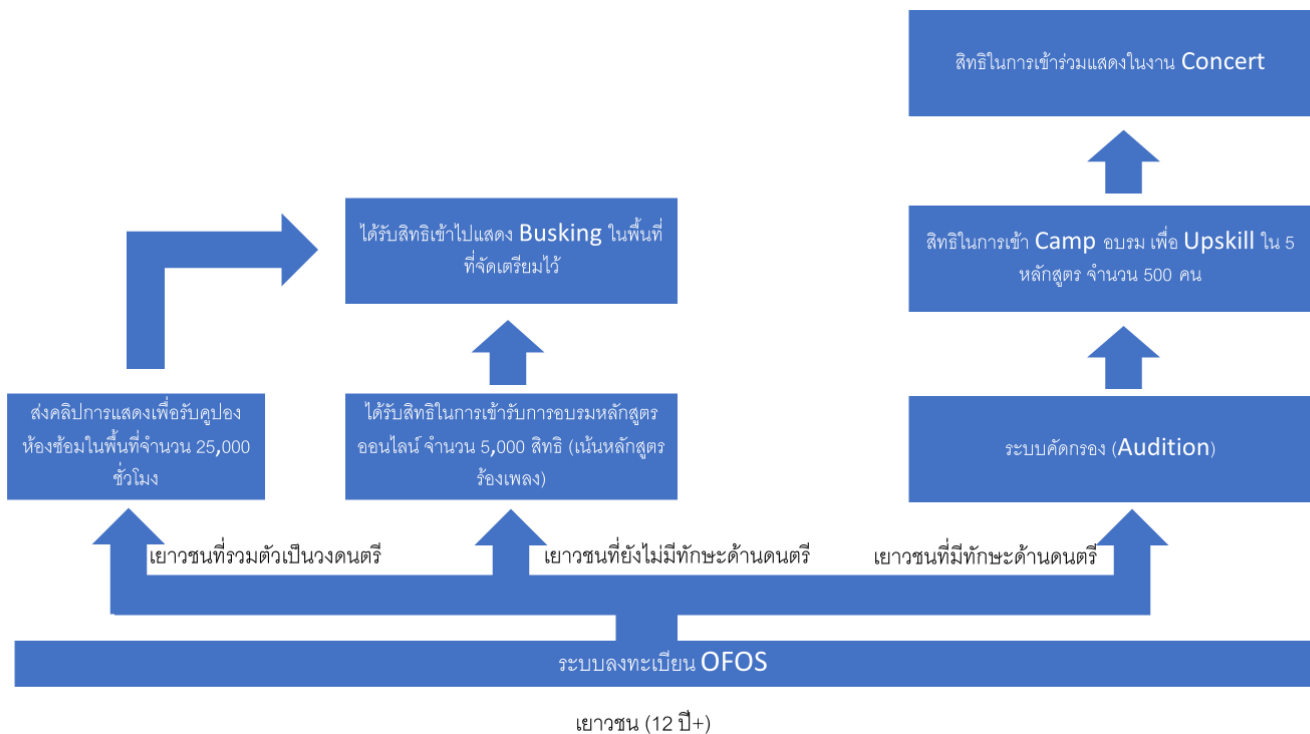 สิทธิในการเข้าร่วมแสดงในงาน Concert
ได้รับสิทธิเข้าไปแสดง Busking ในพื้นที่
ที่จัดเตรียมไว้
สิทธิในการเข้า Camp อบรม เพื่อ Upskill ใน 5
หลักสูตร จำนวน 500 คน
ส่งคลิปการแสดงเพื่อรับคูปอง
ห้องซ้อมในพื้นที่จำนวน 25,000
ชั่วโมง
ได้รับสิทธิในการเข้ารับการอบรมหลักสูตร
ออนไลน์ จำนวน 5,000 สิทธิ (เน้นหลักสูตร
ร้องเพลง)
ระบบคัดกรอง (Audition)
เยาวชนที่รวมตัวเป็นวงดนตรี
เยาวชนที่ยังไม่มีทักษะด้านดนตรี
เยาวชนที่มีทักษะด้านดนตรี
ระบบลงทะเบียน OFOS
เยาวชน (12 ปี+)